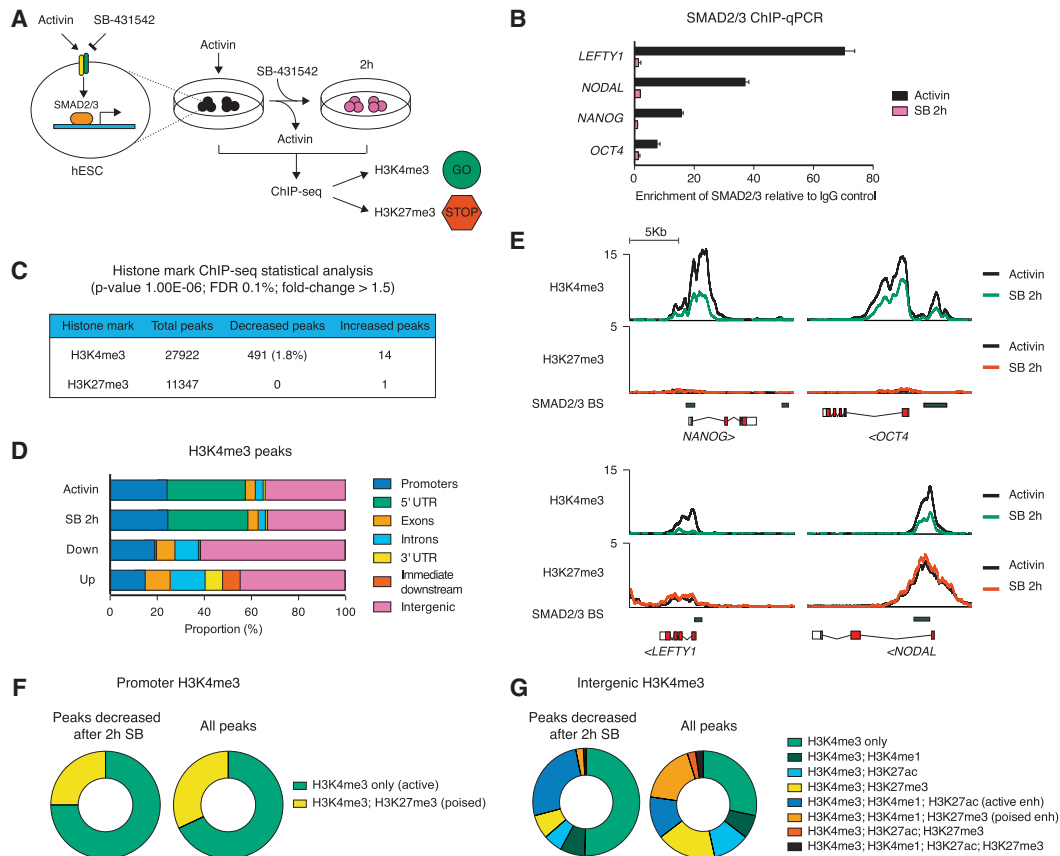 A
Activin
SB-431542
SMAD2/3
hESC
Activin
SB-431542
2h
Activin
ChIP-seq
H3K4me3
GO
H3K27me3
STOP
B
SMAD2/3 ChIP-qPCR
LEFTY1
NODAL
NANOG
OCT4
Activin
SB 2h
0 20 40 60 80
Enrichment of SMAD2/3 relative to IgG control
C
Histone mark ChIP-seq statistical analysis
(p-value 1.00E-06; FDR 0.1%; fold-change > 1.5)
Histone mark Total peaks Decreased peaks Increased peaks
H3K4me3 27922 491 (1.8%) 14
H3K27me3 11347 0 1
D
H3K4me3 peaks
Activin
SB 2h
Down
Up
0 20 40 60 80 100
Proportion (%)
Promoters
5' UTR
Exons
Introns
3' UTR
Immediate
downstream
Intergenic
E
5Kb
15
H3K4me3
Activin
SB 2h
5
H3K27me3
Activin
SB 2h
SMAD2/3 BS
NANOG> <OCT4
15
H3K4me3
Activin
SB 2h
5
H3K27me3
Activin
SB 2h
SMAD2/3 BS
<LEFTY1 <NODAL
F
Promoter H3K4me3
Peaks decreased
after 2h SB
All peaks
H3K4me3 only (active)
H3K4me3; H3K27me3 (poised)
G
Intergenic H3K4me3
Peaks decreased
after 2h SB
All peaks
H3K4me3 only
H3K4me3; H3K4me1
H3K4me3; H3K27ac
H3K4me3; H3K27me3
H3K4me3; H3K4me1; H3K27ac (active enh)
H3K4me3; H3K4me1; H3K27me3 (poised enh)
H3K4me3; H3K27ac; H3K27me3
H3K4me3; H3K4me1; H3K27ac; H3K27me3